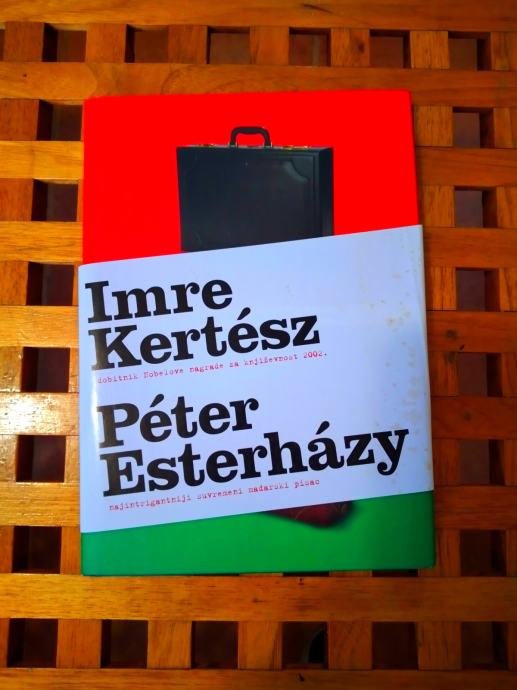 Imre
Kertész
dobitnik Nobelove nagrade za književnost 2002.
Péter
Esterházy
najintrigantniji suvremeni mađarski pisac